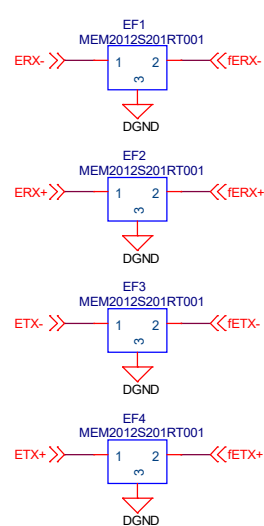 EF1
MEM2012S201RT001
ERX- 1 2 fERX-
3
DGND
EF2
MEM2012S201RT001
ERX+ 1 2 fERX+
3
DGND
EF3
MEM2012S201RT001
ETX- 1 2 fETX-
3
DGND
EF4
MEM2012S201RT001
ETX+ 1 2 fETX+
3
DGND